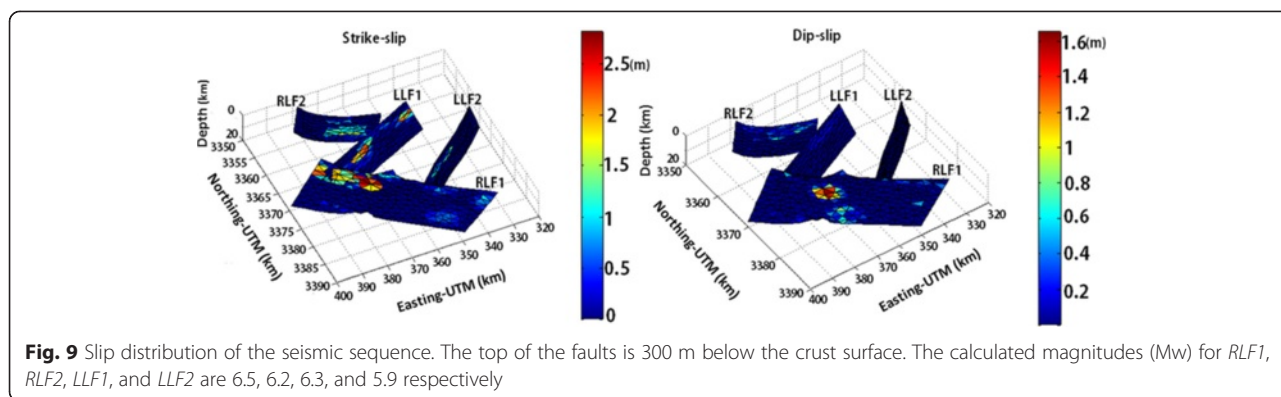 Strike-slip
2.5(m)
2
1.5
1
0.5
0
RLF2
LLF1
LLF2
RLF1
Depth (km)
0
20
3350
3355
3360
3365
3370
3380
3385
3390
Northing-UTM (km)
400
390
380
370
360
350
340
330
320
Easting-UTM (km)
Dip-slip
1.6(m)
1.4
1.2
1
0.8
0.6
0.4
0.2
RLF2
LLF1
LLF2
RLF1
Depth (km)
0
20
3350
3360
3370
3380
3390
Northing-UTM (km)
400
390
380
370
360
350
340
330
320
Easting-UTM (km)
Fig. 9 Slip distribution of the seismic sequence. The top of the faults is 300 m below the crust surface. The calculated magnitudes (Mw) for RLF1,
RLF2, LLF1, and LLF2 are 6.5, 6.2, 6.3, and 5.9 respectively